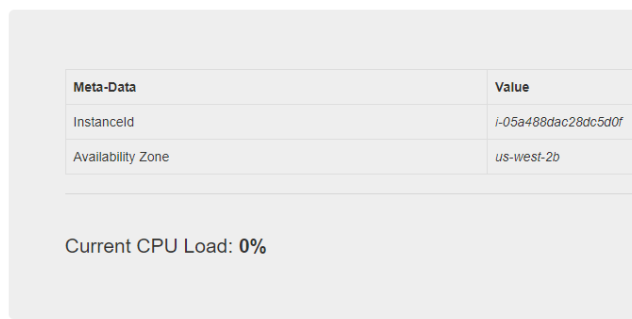 Meta-Data Value
InstanceId i-05a488dac28dc5d0f
Availability Zone us-west-2b
Current CPU Load: 0%